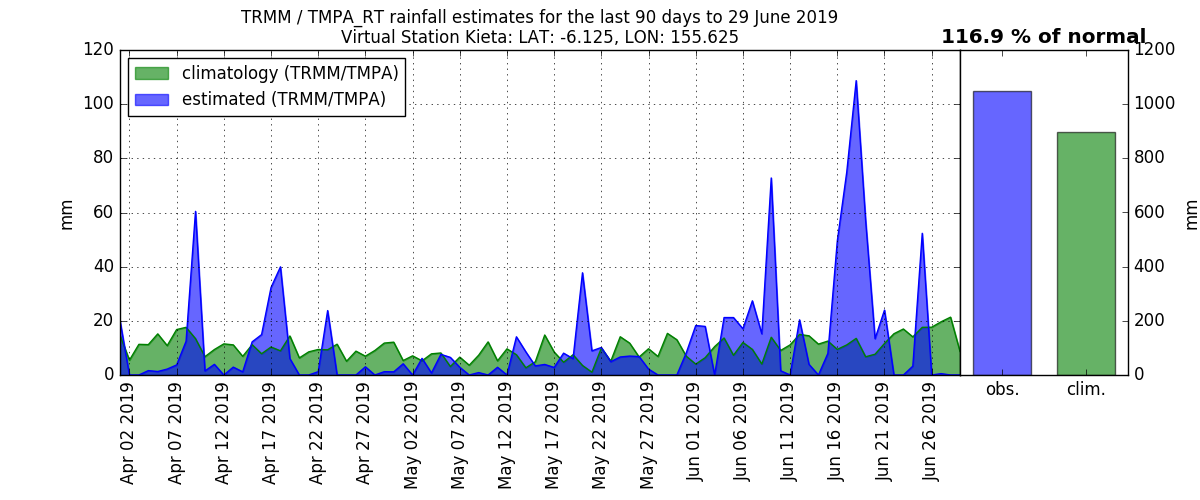 TRMM / TMPA_RT rainfall estimates for the last 90 days to 29 June 2019
Virtual Station Kieta: LAT: -6.125, LON: 155.625
116.9 % of normal
climatology (TRMM/TMPA)
estimated (TRMM/TMPA)
mm
120
100
80
60
40
20
0
Apr 02 2019
Apr 07 2019
Apr 12 2019
Apr 17 2019
Apr 22 2019
Apr 27 2019
May 02 2019
May 07 2019
May 12 2019
May 17 2019
May 22 2019
May 27 2019
Jun 01 2019
Jun 06 2019
Jun 11 2019
Jun 16 2019
Jun 21 2019
Jun 26 2019
obs.
clim.
1200
1000
800
600
400
200
0
mm